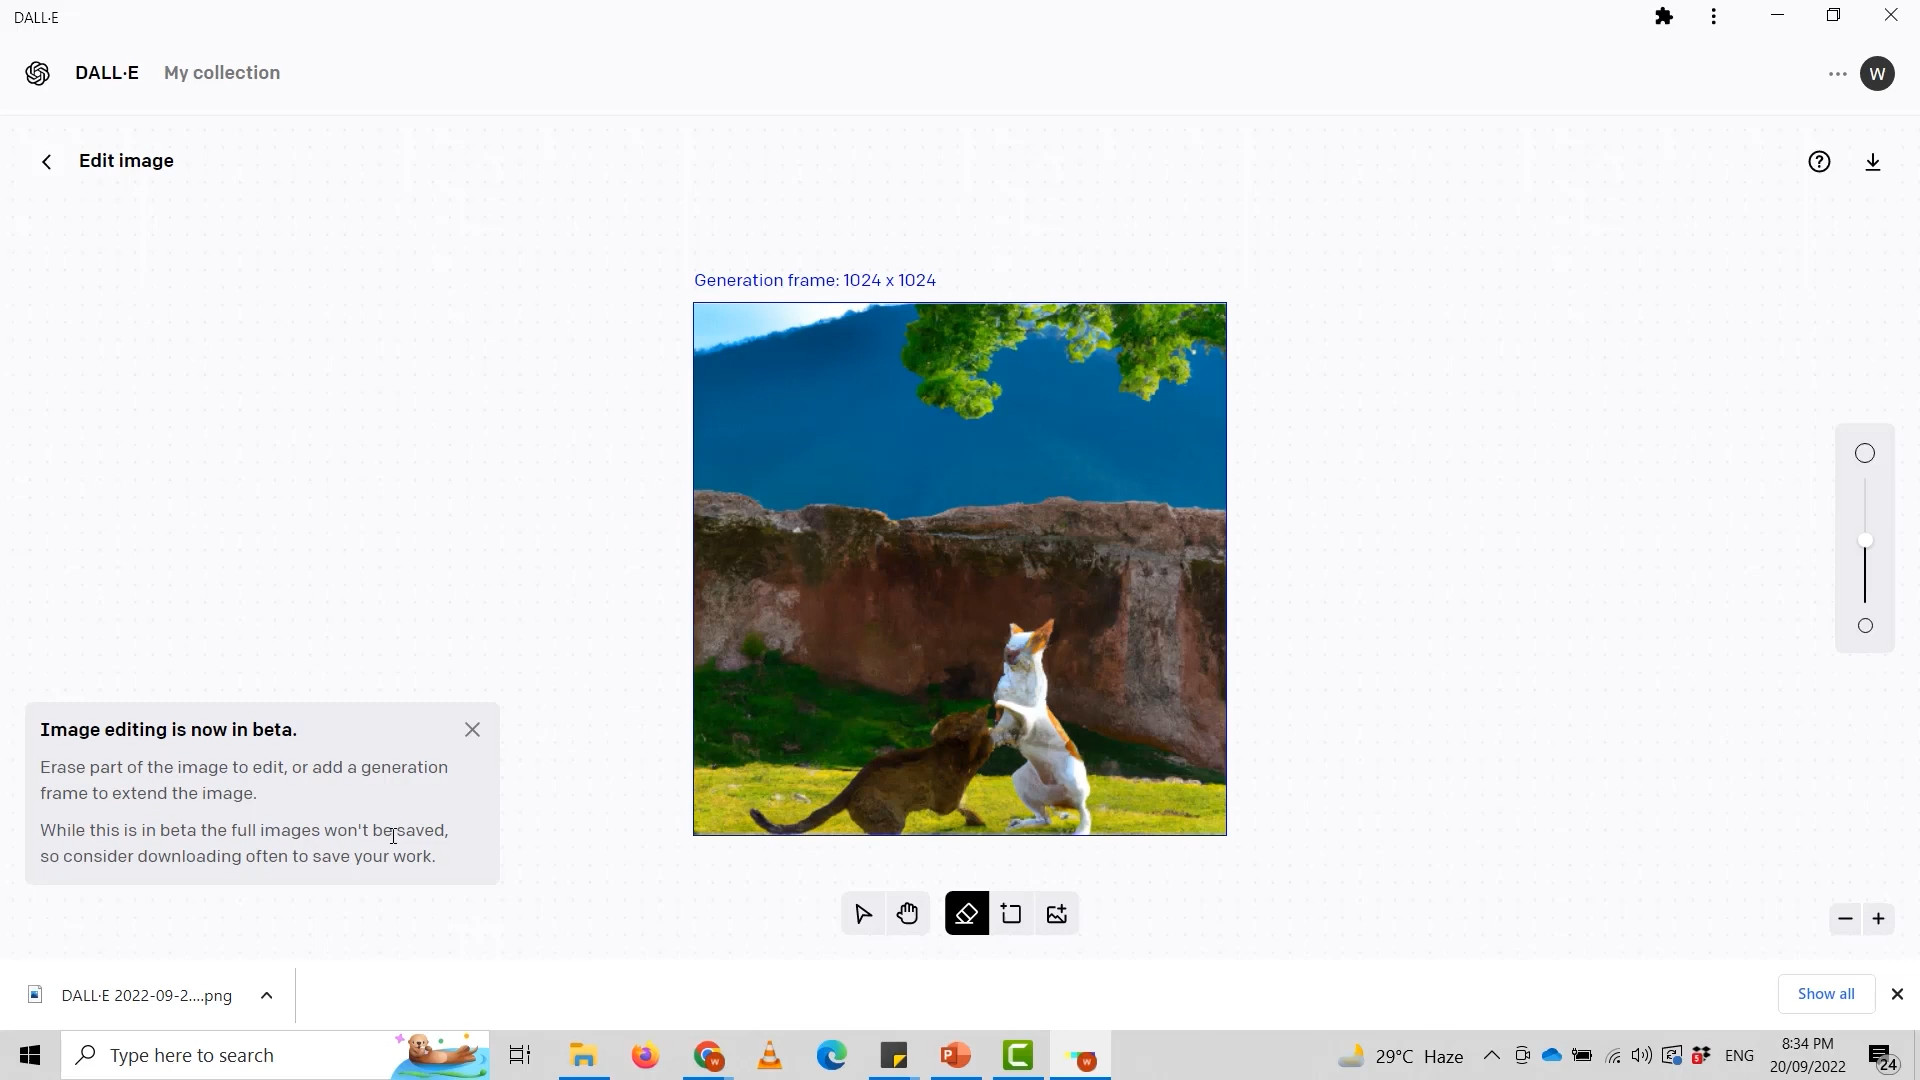 DALL·E
DALL·E My collection
W
Edit image
Generation frame: 1024 x 1024
Image editing is now in beta.
Erase part of the image to edit, or add a generation
frame to extend the image.
While this is in beta the full images won't be saved,
so consider downloading often to save your work.
DALL·E 2022-09-2....png
Show all
Type here to search
29°C Haze
ENG
8:34 PM
20/09/2022
24